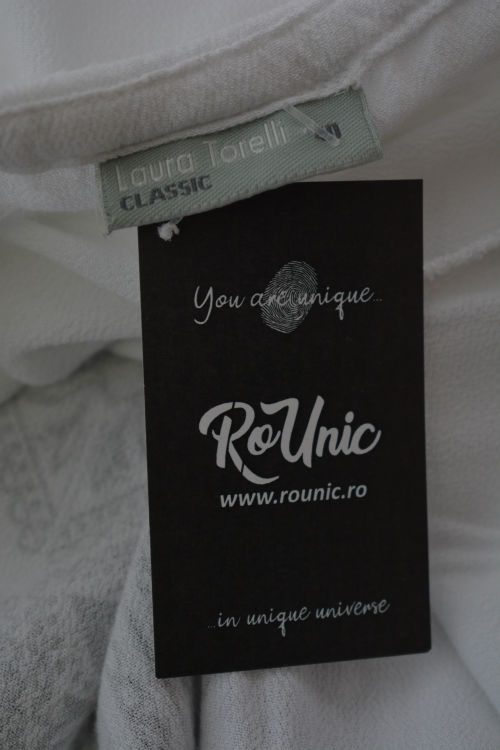 Laura Torelli
CLASSIC
You are unique...
RoUnic
www.rounic.ro
...in unique universe